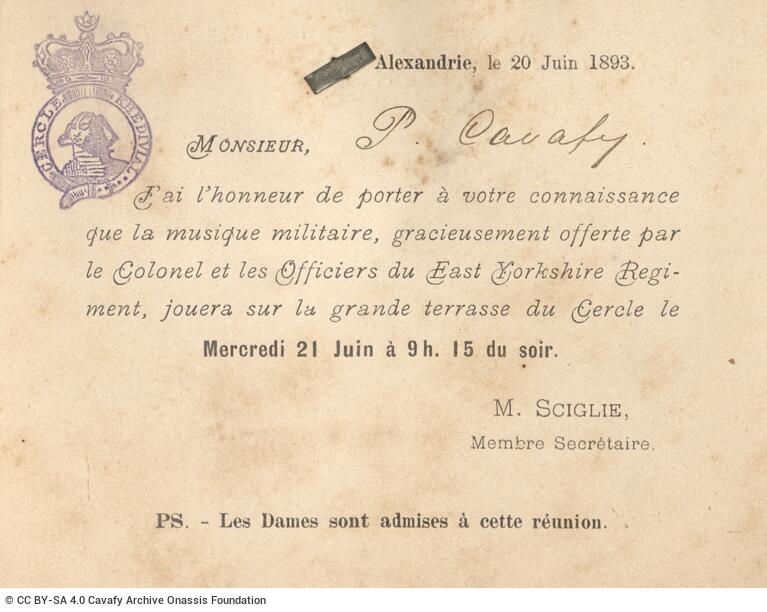 CERCLE KHÉDIVIAL
Alexandrie, le 20 Juin 1893.
MONSIEUR, P. Cavafy.
J'ai l'honneur de porter à votre connaissance
que la musique militaire, gracieusement offerte par
le Colonel et les Officiers du East Yorkshire Regi-
ment, jouera sur la grande terrasse du Cercle le
Mercredi 21 Juin à 9 h. 15 du soir.
M. SCIGLIE,
Membre Secrétaire.
PS. - Les Dames sont admises à cette réunion.
© CC BY-SA 4.0 Cavafy Archive Onassis Foundation